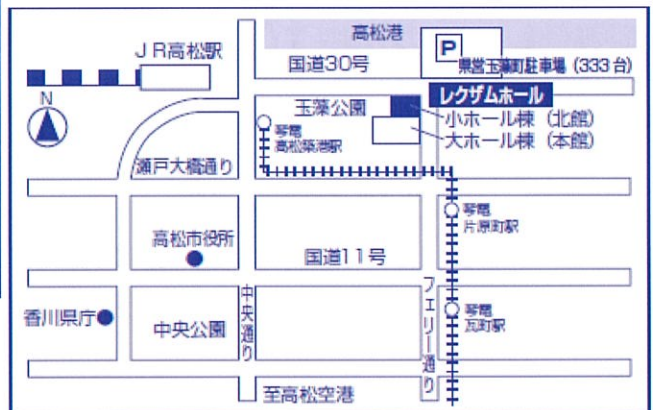 高松港
JR高松駅
国道30号
P
県営玉藻町駐車場（333台）
N
玉藻公園
レクザムホール
小ホール棟（北館）
大ホール棟（本館）
琴電
高松築港駅
瀬戸大橋通り
琴電
片原町駅
高松市役所
国道11号
香川県庁
中央公園
中央通り
フェリー通り
琴電
瓦町駅
至高松空港